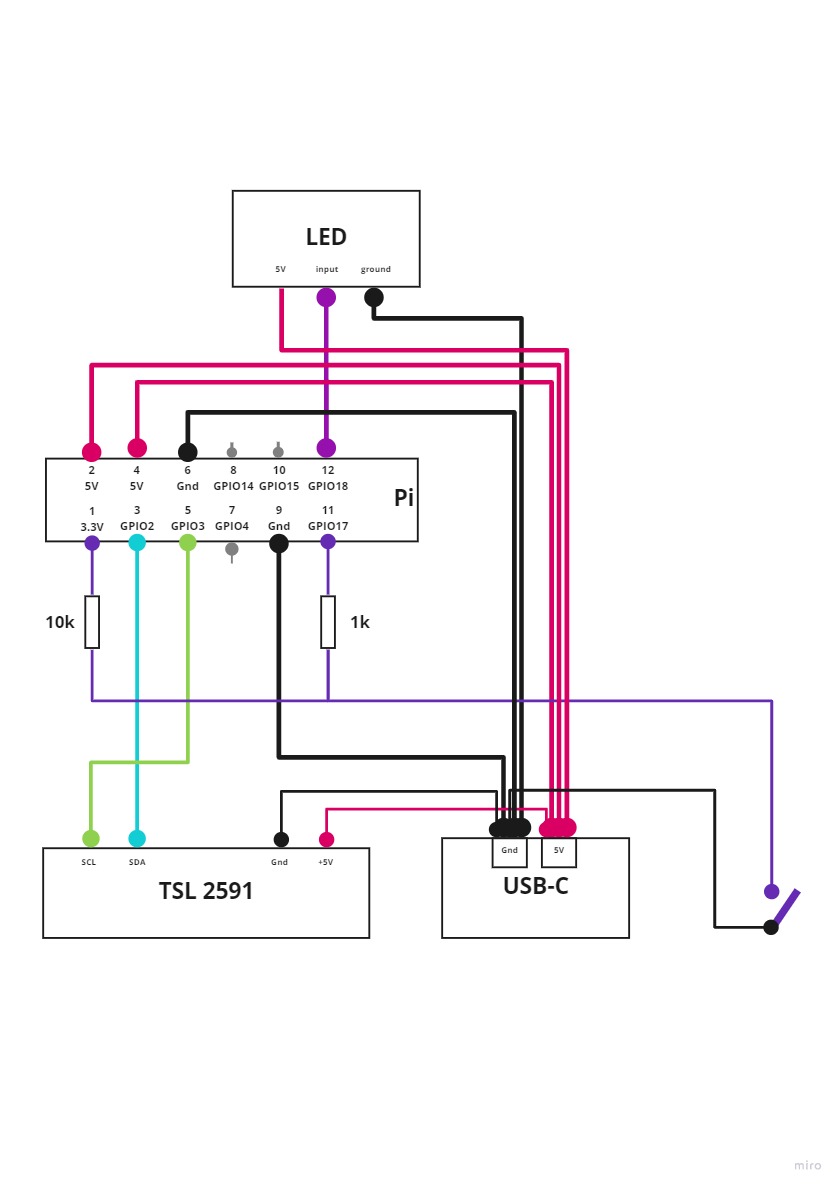 LED
5V input ground
2 4 6 8 10 12
5V 5V Gnd GPIO14 GPIO15 GPIO18
Pi
1 3 5 7 9 11
3.3V GPIO2 GPIO3 GPIO4 Gnd GPIO17
10k 1k
SCL SDA Gnd +5V
TSL 2591
Gnd 5V
USB-C
miro